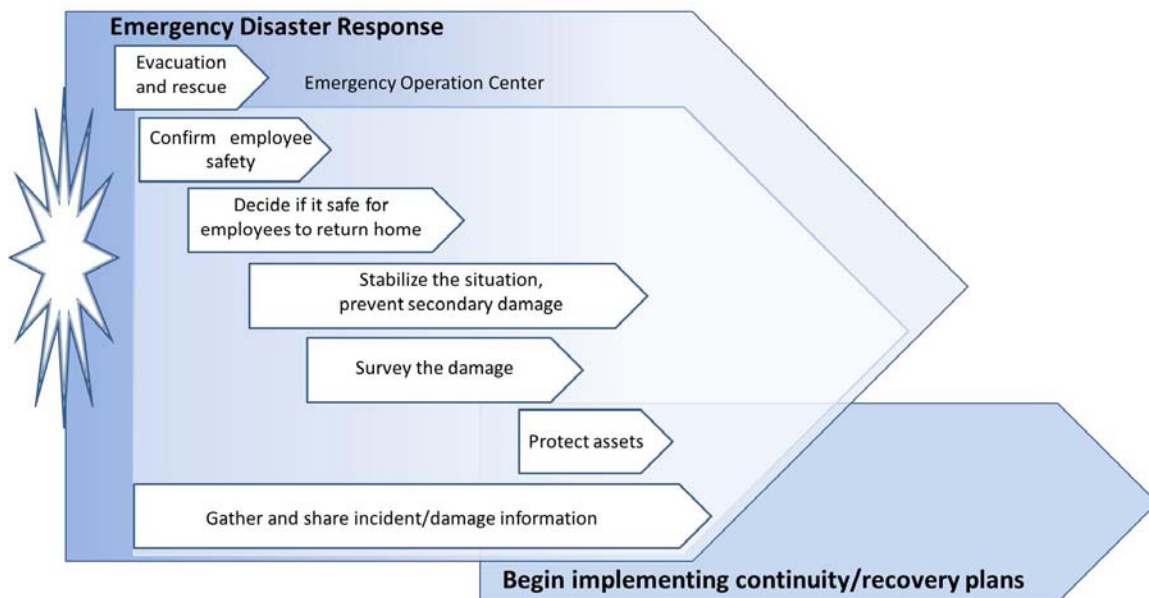 Emergency Disaster Response
Evacuation
and rescue
Emergency Operation Center
Confirm employee
safety
Decide if it safe for
employees to return home
Stabilize the situation,
prevent secondary damage
Survey the damage
Protect assets
Gather and share incident/damage information
Begin implementing continuity/recovery plans